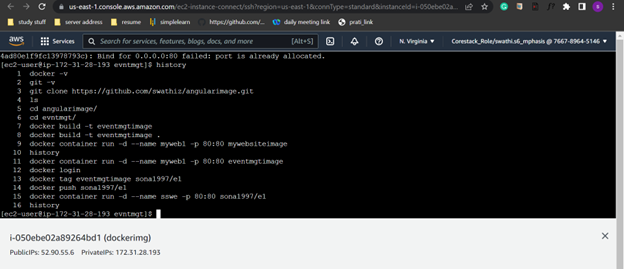 us-east-1.console.aws.amazon.com/ec2-instance-connect/ssh?region=us-east-1&connType=standard&instanceId=i-050ebe02a...
study stuff server address resume simplelearn https://github.com/... daily meeting link prati_link
aws Services Search for services, features, blogs, docs, and more [Alt+S] N. Virginia Corestack_Role/swathi.s6_mphasis @ 7667-8964-5146
4ad80e1f9fc13978793c): Bind for 0.0.0.0:80 failed: port is already allocated.
[ec2-user@ip-172-31-28-193 evntmgt]$ history
1 docker -v
2 git -v
3 git clone https://github.com/swathiz/angularimage.git
4 ls
5 cd angularimage/
6 cd evntmgt/
7 docker build -t eventmgtimage
8 docker build -t eventmgtimage .
9 docker container run -d --name myweb1 -p 80:80 mywebsiteimage
10 history
11 docker container run -d --name myweb1 -p 80:80 eventmgtimage
12 docker login
13 docker tag eventmgtimage sona1997/e1
14 docker push sona1997/e1
15 docker container run -d --name sswe -p 80:80 sona1997/e1
16 history
[ec2-user@ip-172-31-28-193 evntmgt]$
i-050ebe02a89264bd1 (dockerimg)
PublicIPs: 52.90.55.6 PrivateIPs: 172.31.28.193